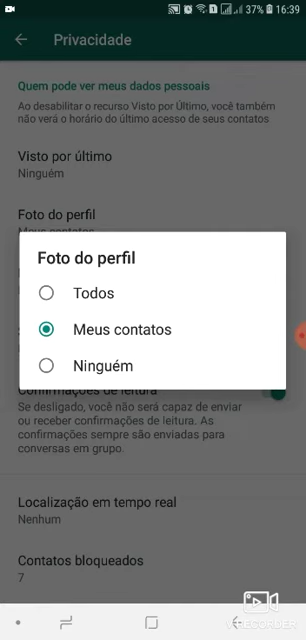 37% 16:39
Privacidade
Quem pode ver meus dados pessoais
Ao desabilitar o recurso Visto por Último, você também
não verá o horário do último acesso de seus contatos
Visto por último
Ninguém
Foto do perfil
Meus contatos
Foto do perfil
Todos
Meus contatos
Ninguém
Confirmações de leitura
Se desligado, você não será capaz de enviar
ou receber confirmações de leitura. As
confirmações sempre são enviadas para
conversas em grupo.
Localização em tempo real
Nenhum
Contatos bloqueados
7
V RECORDER